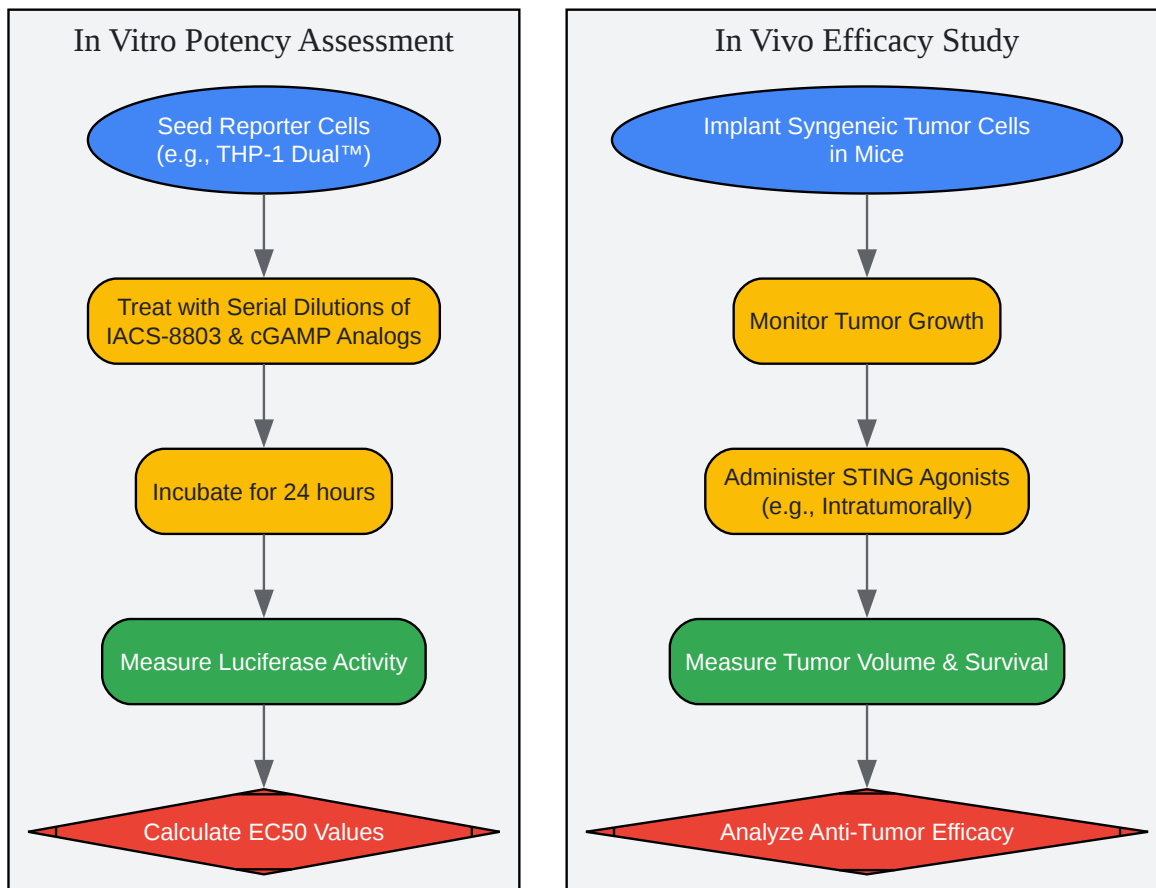 In Vitro Potency Assessment
Seed Reporter Cells
(e.g., THP-1 Dual™)
Treat with Serial Dilutions of
IACS-8803 & cGAMP Analogs
Incubate for 24 hours
Measure Luciferase Activity
Calculate EC50 Values
In Vivo Efficacy Study
Implant Syngeneic Tumor Cells
in Mice
Monitor Tumor Growth
Administer STING Agonists
(e.g., Intratumorally)
Measure Tumor Volume & Survival
Analyze Anti-Tumor Efficacy